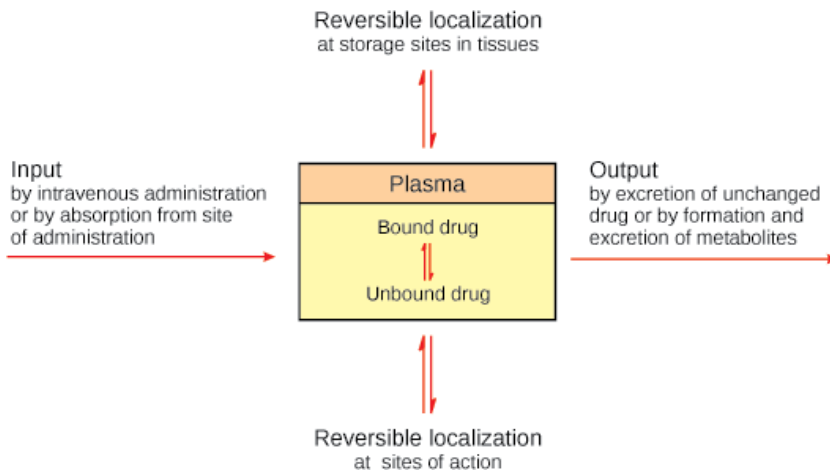 Reversible localization
at storage sites in tissues
Input
by intravenous administration
or by absorption from site
of administration
Plasma
Bound drug
Unbound drug
Output
by excretion of unchanged
drug or by formation and
excretion of metabolites
Reversible localization
at sites of action